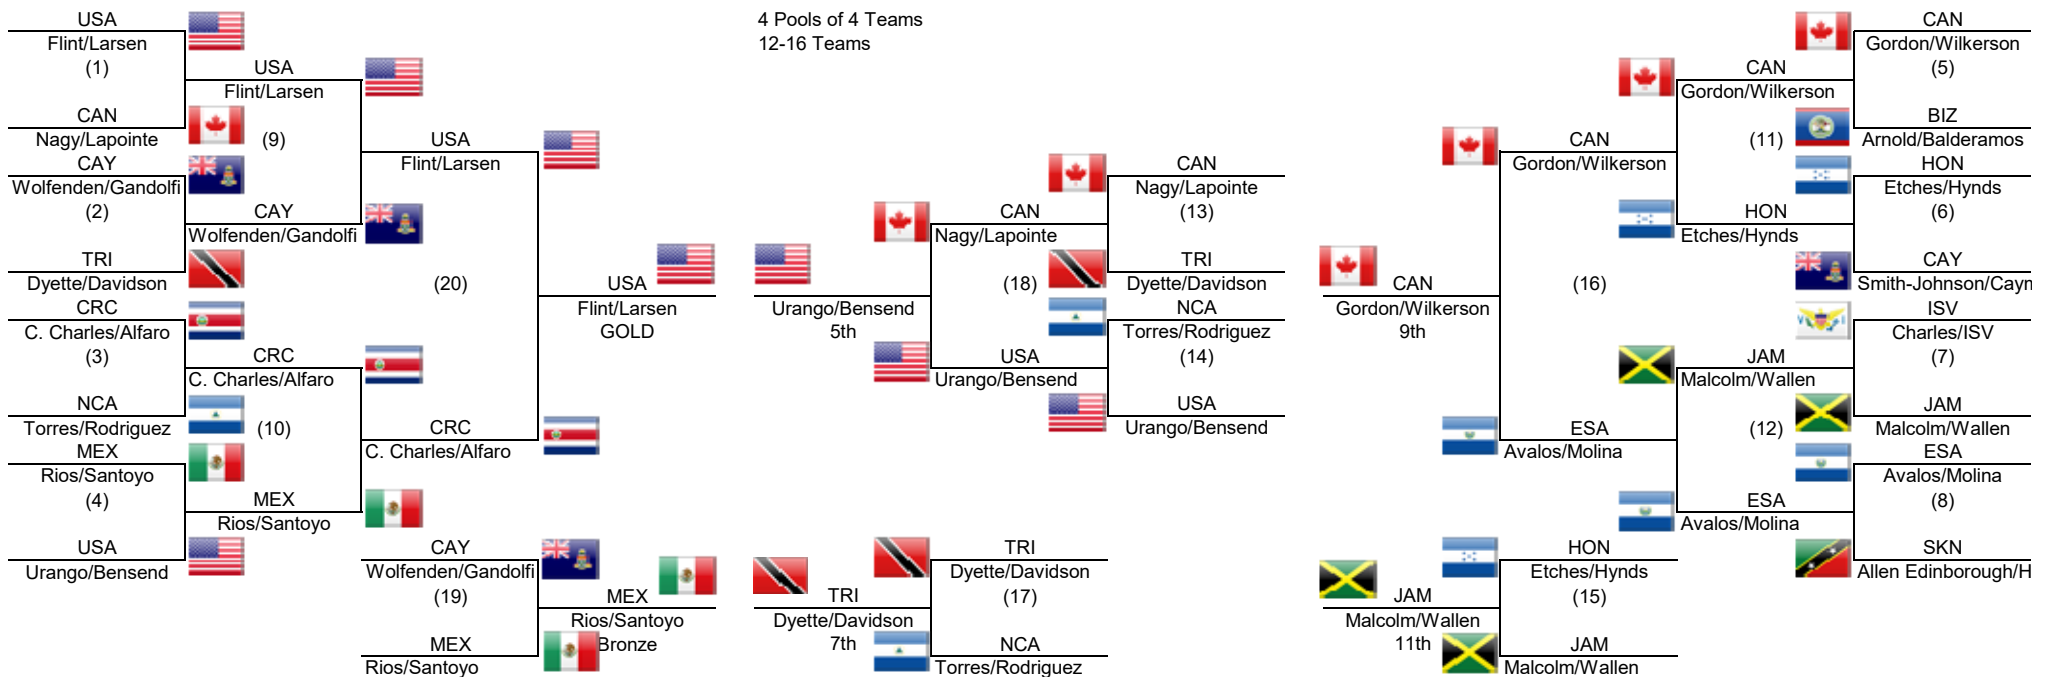 4 Pools of 4 Teams
12-16 Teams
USA
Flint/Larsen
(1)
CAN
Nagy/Lapointe
CAY
Wolfenden/Gandolfi
(2)
TRI
Dyette/Davidson
CRC
C. Charles/Alfaro
(3)
NCA
Torres/Rodriguez
MEX
Rios/Santoyo
(4)
USA
Urango/Bensend
USA
Flint/Larsen
(9)
CAY
Wolfenden/Gandolfi
CRC
C. Charles/Alfaro
(10)
MEX
Rios/Santoyo
USA
Flint/Larsen
(20)
CRC
C. Charles/Alfaro
USA
Flint/Larsen
GOLD
CAY
Wolfenden/Gandolfi
(19)
MEX
Rios/Santoyo
MEX
Rios/Santoyo
Bronze
Urango/Bensend
5th
CAN
Nagy/Lapointe
(18)
USA
Urango/Bensend
CAN
Nagy/Lapointe
(13)
TRI
Dyette/Davidson
NCA
Torres/Rodriguez
(14)
USA
Urango/Bensend
TRI
Dyette/Davidson
7th
TRI
Dyette/Davidson
(17)
NCA
Torres/Rodriguez
CAN
Gordon/Wilkerson
9th
CAN
Gordon/Wilkerson
(16)
ESA
Avalos/Molina
CAN
Gordon/Wilkerson
(11)
HON
Etches/Hynds
JAM
Malcolm/Wallen
(12)
ESA
Avalos/Molina
CAN
Gordon/Wilkerson
(5)
BIZ
Arnold/Balderamos
HON
Etches/Hynds
(6)
CAY
Smith-Johnson/Cayn
ISV
Charles/ISV
(7)
JAM
Malcolm/Wallen
ESA
Avalos/Molina
(8)
SKN
Allen Edinborough/H
JAM
Malcolm/Wallen
11th
HON
Etches/Hynds
(15)
JAM
Malcolm/Wallen